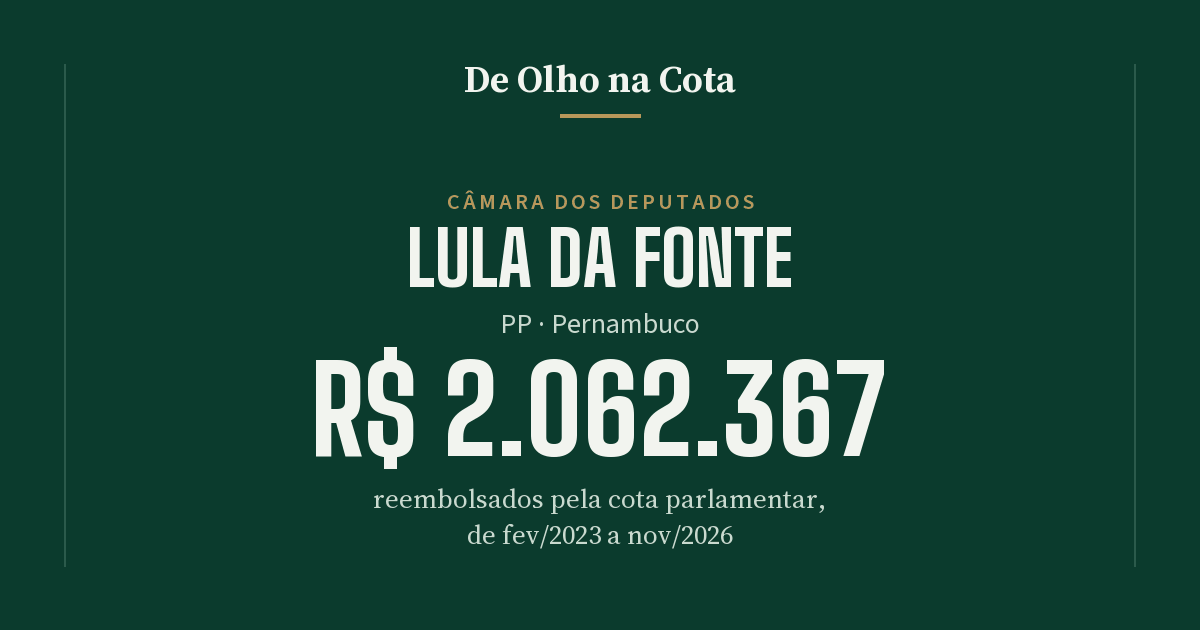 De Olho na Cota
CÂMARA DOS DEPUTADOS
LULA DA FONTE
PP · Pernambuco
R$ 2.062.367
reembolsados pela cota parlamentar,
de fev/2023 a nov/2026